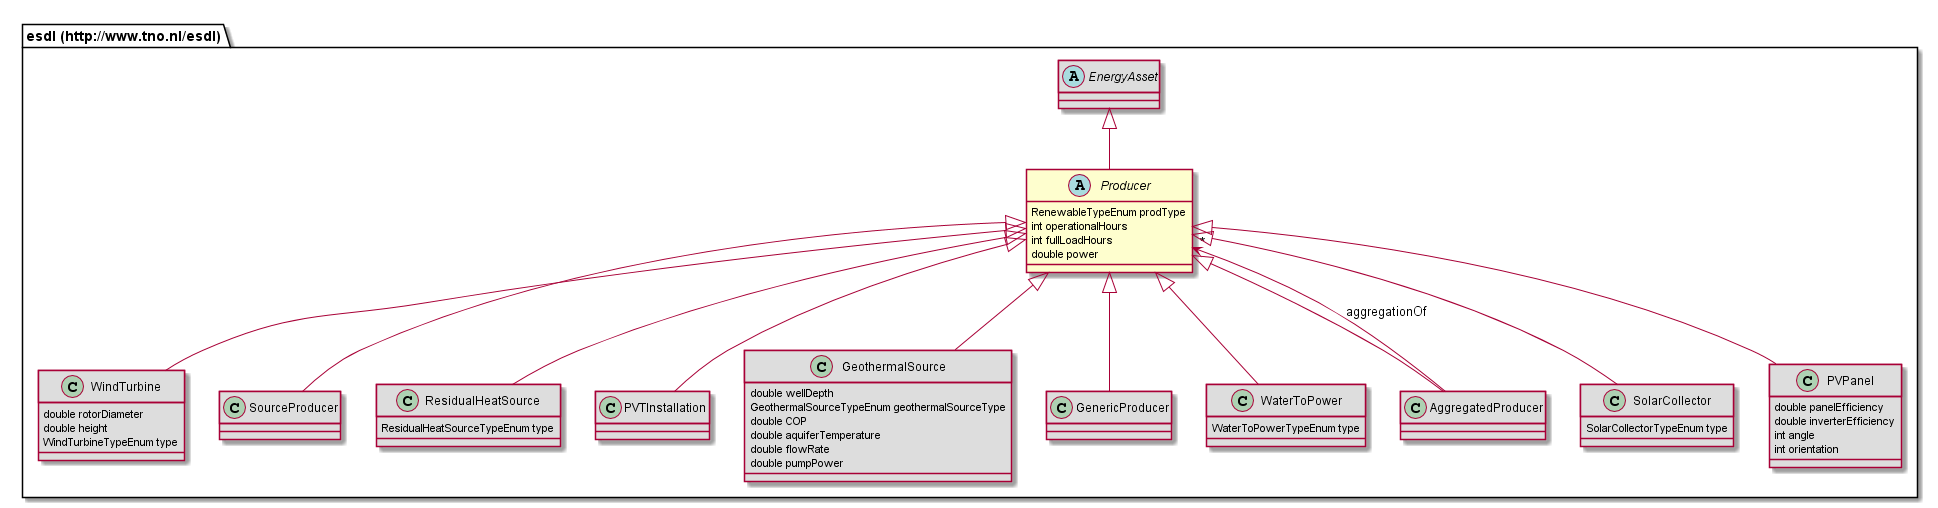 esdl (http://www.tno.nl/esdl)
A EnergyAsset
A Producer
RenewableTypeEnum prodType
int operationalHours
int fullLoadHours
double power
*
aggregationOf
C WindTurbine
double rotorDiameter
double height
WindTurbineTypeEnum type
C SourceProducer
C ResidualHeatSource
ResidualHeatSourceTypeEnum type
C PVTInstallation
C GeothermalSource
double wellDepth
GeothermalSourceTypeEnum geothermalSourceType
double COP
double aquiferTemperature
double flowRate
double pumpPower
C GenericProducer
C WaterToPower
WaterToPowerTypeEnum type
C AggregatedProducer
C SolarCollector
SolarCollectorTypeEnum type
C PVPanel
double panelEfficiency
double inverterEfficiency
int angle
int orientation